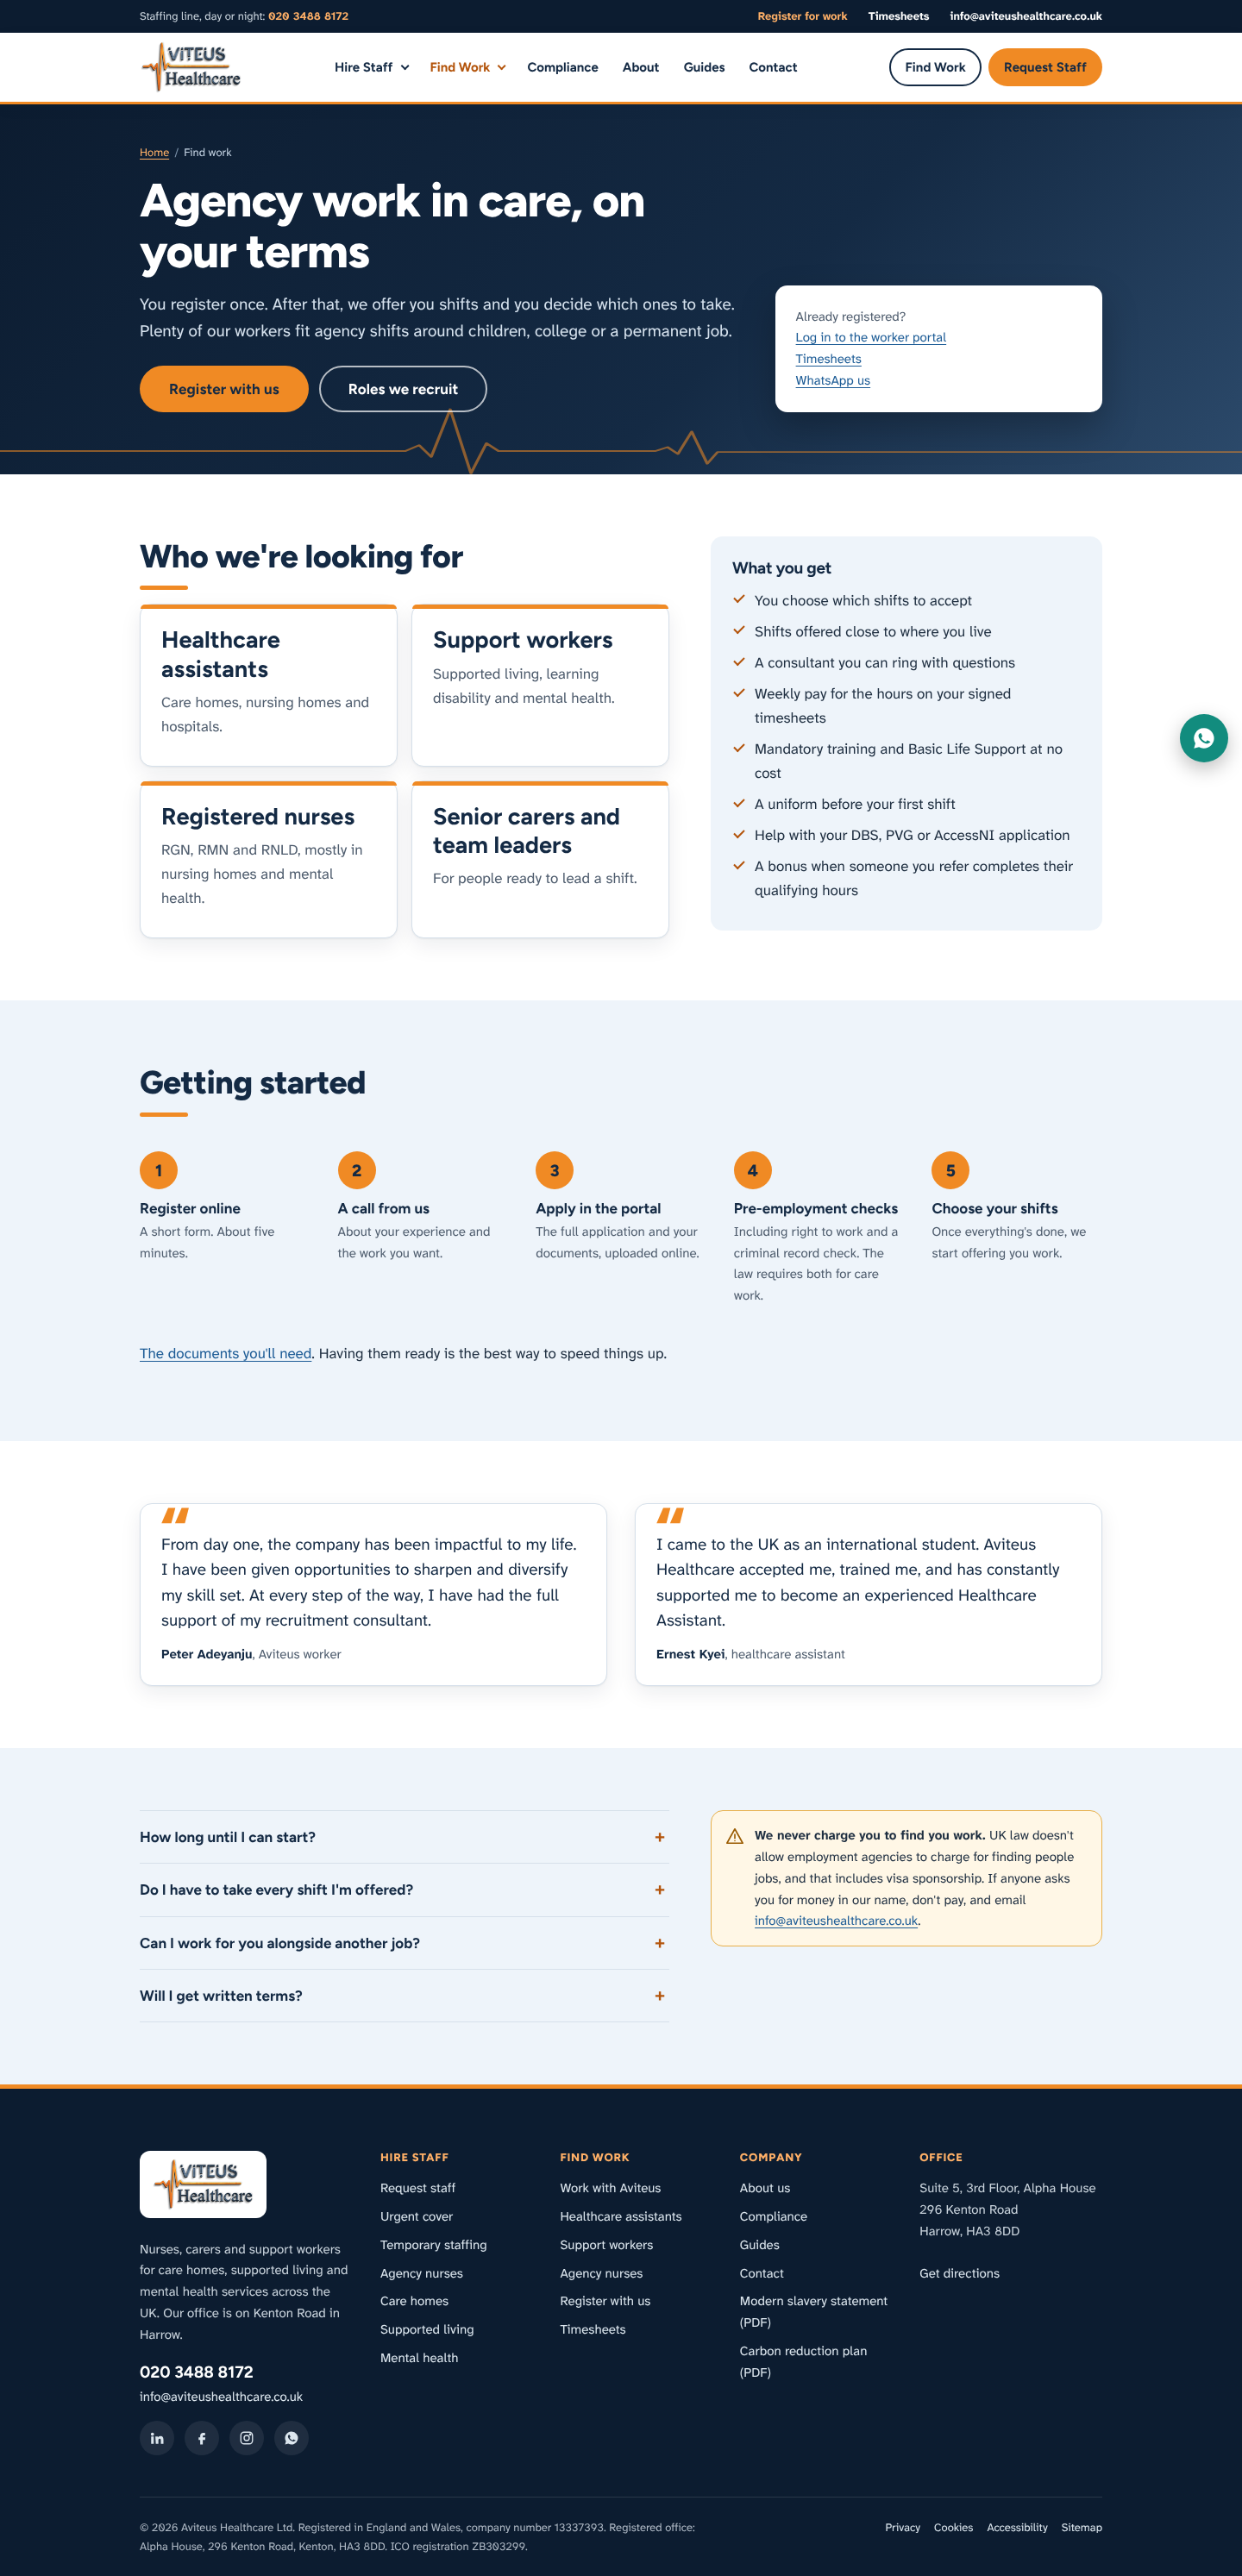 Staffing line, day or night: 020 3488 8172
Register for work
Timesheets
info@aviteushealthcare.co.uk
VITEUS
Healthcare
Hire Staff
Find Work
Compliance
About
Guides
Contact
Find Work
Request Staff
Home / Find work
Agency work in care, on
your terms
You register once. After that, we offer you shifts and you decide which ones to take.
Plenty of our workers fit agency shifts around children, college or a permanent job.
Register with us
Roles we recruit
Already registered?
Log in to the worker portal
Timesheets
WhatsApp us
Who we're looking for
Healthcare
assistants
Care homes, nursing homes and
hospitals.
Support workers
Supported living, learning
disability and mental health.
Registered nurses
RGN, RMN and RNLD, mostly in
nursing homes and mental
health.
Senior carers and
team leaders
For people ready to lead a shift.
What you get
You choose which shifts to accept
Shifts offered close to where you live
A consultant you can ring with questions
Weekly pay for the hours on your signed
timesheets
Mandatory training and Basic Life Support at no
cost
A uniform before your first shift
Help with your DBS, PVG or AccessNI application
A bonus when someone you refer completes their
qualifying hours
Getting started
1
Register online
A short form. About five
minutes.
2
A call from us
About your experience and
the work you want.
3
Apply in the portal
The full application and your
documents, uploaded online.
4
Pre-employment checks
Including right to work and a
criminal record check. The
law requires both for care
work.
5
Choose your shifts
Once everything's done, we
start offering you work.
The documents you'll need. Having them ready is the best way to speed things up.
"
From day one, the company has been impactful to my life.
I have been given opportunities to sharpen and diversify
my skill set. At every step of the way, I have had the full
support of my recruitment consultant.
Peter Adeyanju, Aviteus worker
"
I came to the UK as an international student. Aviteus
Healthcare accepted me, trained me, and has constantly
supported me to become an experienced Healthcare
Assistant.
Ernest Kyei, healthcare assistant
How long until I can start? +
Do I have to take every shift I'm offered? +
Can I work for you alongside another job? +
Will I get written terms? +
We never charge you to find you work. UK law doesn't
allow employment agencies to charge for finding people
jobs, and that includes visa sponsorship. If anyone asks
you for money in our name, don't pay, and email
info@aviteushealthcare.co.uk.
VITEUS
Healthcare
Nurses, carers and support workers
for care homes, supported living and
mental health services across the
UK. Our office is on Kenton Road in
Harrow.
020 3488 8172
info@aviteushealthcare.co.uk
HIRE STAFF
Request staff
Urgent cover
Temporary staffing
Agency nurses
Care homes
Supported living
Mental health
FIND WORK
Work with Aviteus
Healthcare assistants
Support workers
Agency nurses
Register with us
Timesheets
COMPANY
About us
Compliance
Guides
Contact
Modern slavery statement
(PDF)
Carbon reduction plan
(PDF)
OFFICE
Suite 5, 3rd Floor, Alpha House
296 Kenton Road
Harrow, HA3 8DD
Get directions
© 2026 Aviteus Healthcare Ltd. Registered in England and Wales, company number 13337393. Registered office:
Alpha House, 296 Kenton Road, Kenton, HA3 8DD. ICO registration ZB303299.
Privacy
Cookies
Accessibility
Sitemap